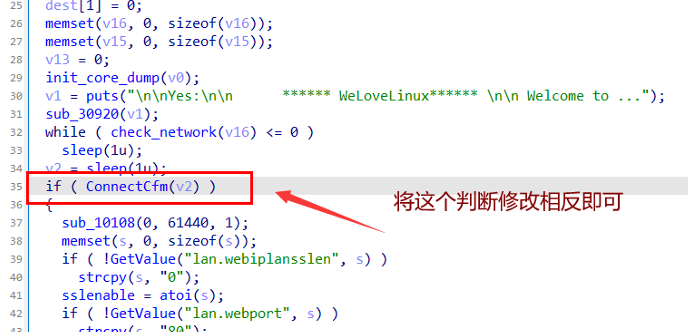 25 dest[1] = 0;
26 memset(v16, 0, sizeof(v16));
27 memset(v15, 0, sizeof(v15));
28 v13 = 0;
29 init_core_dump(v0);
30 v1 = puts("\n\nYes:\n\n      ****** WeLoveLinux****** \n\n Welcome to ...");
31 sub_30920(v1);
32 while ( check_network(v16) <= 0 )
33 sleep(1u);
34 v2 = sleep(1u);
35 if ( ConnectCfm(v2) )
将这个判断修改相反即可
36 {
37 sub_10108(0, 61440, 1);
38 memset(s, 0, sizeof(s));
39 if ( !GetValue("lan.webiplansslen", s) )
40 strcpy(s, "0");
41 sslenable = atoi(s);
42 if ( !GetValue("lan.webport", s) )
43 strcpy(s, "80");